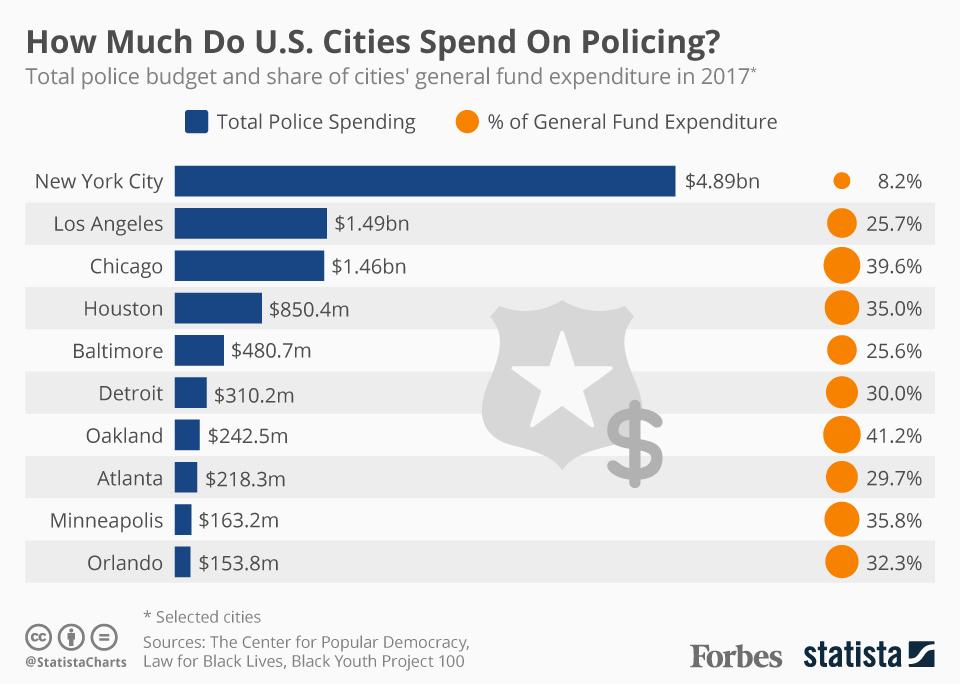 How Much Do U.S. Cities Spend On Policing?
Total police budget and share of cities' general fund expenditure in 2017*
Total Police Spending % of General Fund Expenditure
New York City $4.89bn 8.2%
Los Angeles $1.49bn 25.7%
Chicago $1.46bn 39.6%
Houston $850.4m 35.0%
Baltimore $480.7m 25.6%
Detroit $310.2m 30.0%
Oakland $242.5m 41.2%
Atlanta $218.3m 29.7%
Minneapolis $163.2m 35.8%
Orlando $153.8m 32.3%
$
* Selected cities
Sources: The Center for Popular Democracy,
Law for Black Lives, Black Youth Project 100
cc =
@StatistaCharts
Forbes statista